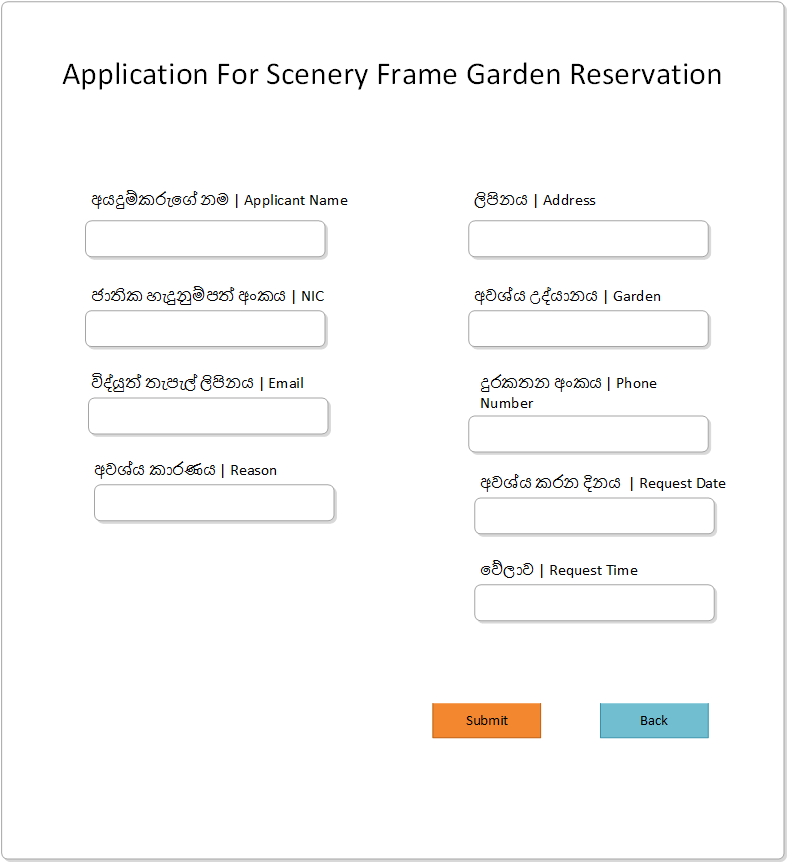 Application For Scenery Frame Garden Reservation
අයදුම්කරුගේ නම | Applicant Name
ලිපිනය | Address
ජාතික හැදුනුම්පත් අංකය | NIC
අවශ්ය උද්යානය | Garden
විද්යුත් තැපැල් ලිපිනය | Email
දුරකතන අංකය | Phone
Number
අවශ්ය කාරණය | Reason
අවශ්ය කරන දිනය | Request Date
වේලාව | Request Time
Submit
Back